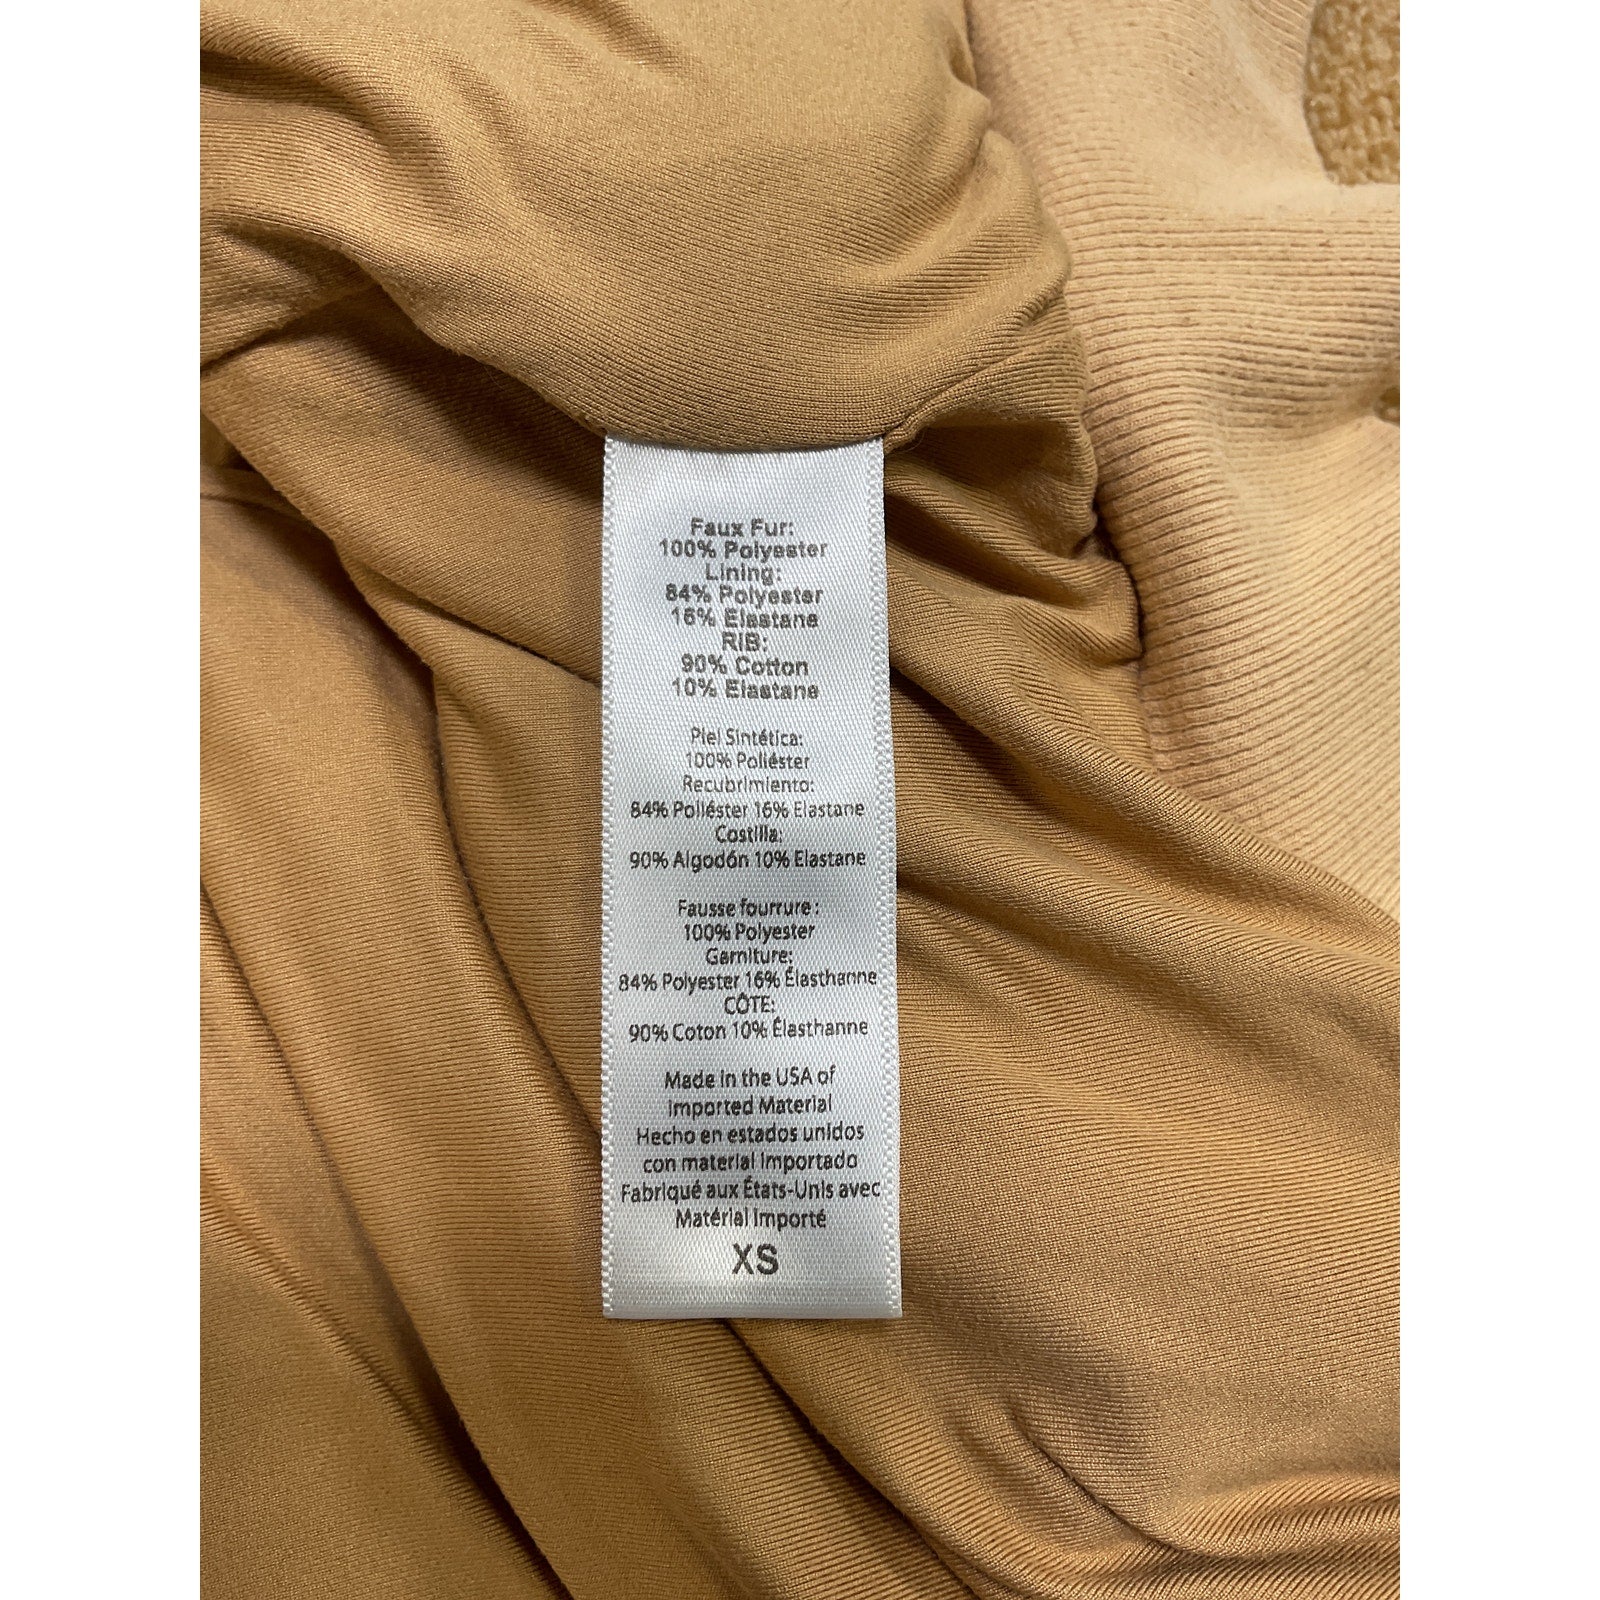 Faux Fur:
100% Polyester
Lining:
84% Polyester
16% Elastane
RIB:
90% Cotton
10% Elastane
Piel Sintética:
100% Poliéster
Recubrimiento:
84% Poliéster 16% Elastane
Costilla:
90% Algodón 10% Elastane
Fausse fourrure :
100% Polyester
Garniture:
84% Polyester 16% Élasthanne
CÔTE:
90% Coton 10% Élasthanne
Made in the USA of
imported Material
Hecho en estados unidos
con material importado
Fabriqué aux États-Unis avec
Matérial Importé
XS